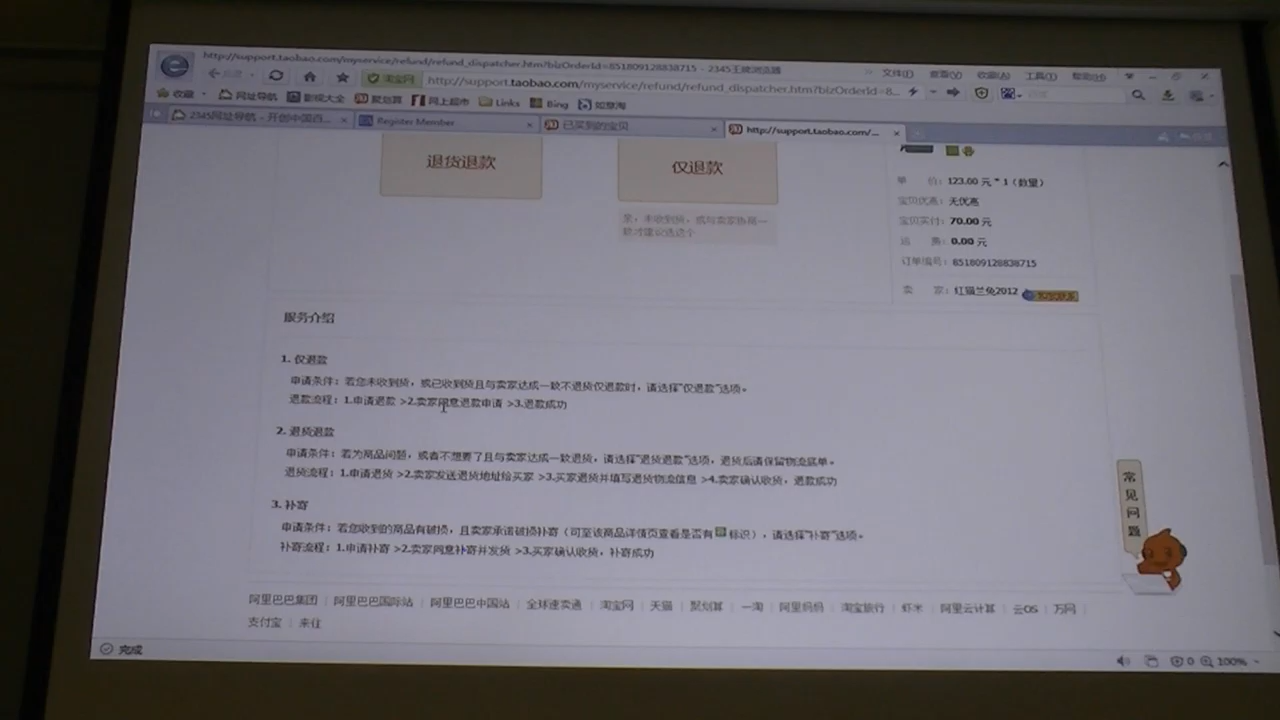 http://support.taobao.com/myservice/refund/refund_dispatcher.htm?bizOrderId=851809128838715 - 2345王牌浏览器
文件(F) 查看(V) 收藏(A) 工具(T) 帮助(H)
淘宝网 http://support.taobao.com/myservice/refund/refund_dispatcher.htm?bizOrderId=8...
收藏 网址导航 影视大全 聚划算 网上超市 Links Bing
2345网址导航 - 开创中国百... Register Member 已买到的宝贝 http://support.taobao.com/...
退货退款 仅退款
单 价：123.00 元 * 1（数量）
宝贝优惠：无优惠
宝贝实付：70.00 元
运 费：0.00 元
订单编号：851809128838715
卖 家：红猫兰兔2012
服务介绍
1. 仅退款
申请条件：若您未收到货，或已收到货且与卖家达成一致不退货仅退款时，请选择“仅退款”选项。
退款流程：1.申请退款 >2.卖家同意退款申请 >3.退款成功
2. 退货退款
申请条件：若为商品问题，或者不想要了且与卖家达成一致退货，请选择“退货退款”选项，退货后请保留物流底单。
退货流程：1.申请退货 >2.卖家发送退货地址给买家 >3.买家退货并填写退货物流信息 >4.卖家确认收货，退款成功
3. 补寄
申请条件：若您收到的商品有破损，且卖家承诺破损补寄（可至该商品详情页查看是否有 标识），请选择“补寄”选项。
补寄流程：1.申请补寄 >2.卖家同意补寄并发货 >3.买家确认收货，补寄成功
常见问题
阿里巴巴集团 | 阿里巴巴国际站 | 阿里巴巴中国站 | 全球速卖通 | 淘宝网 | 天猫 | 聚划算 | 一淘 | 阿里妈妈 | 淘宝旅行 | 虾米 | 阿里云计算 | 云OS | 万网
支付宝 | 来往
完成
0 100%